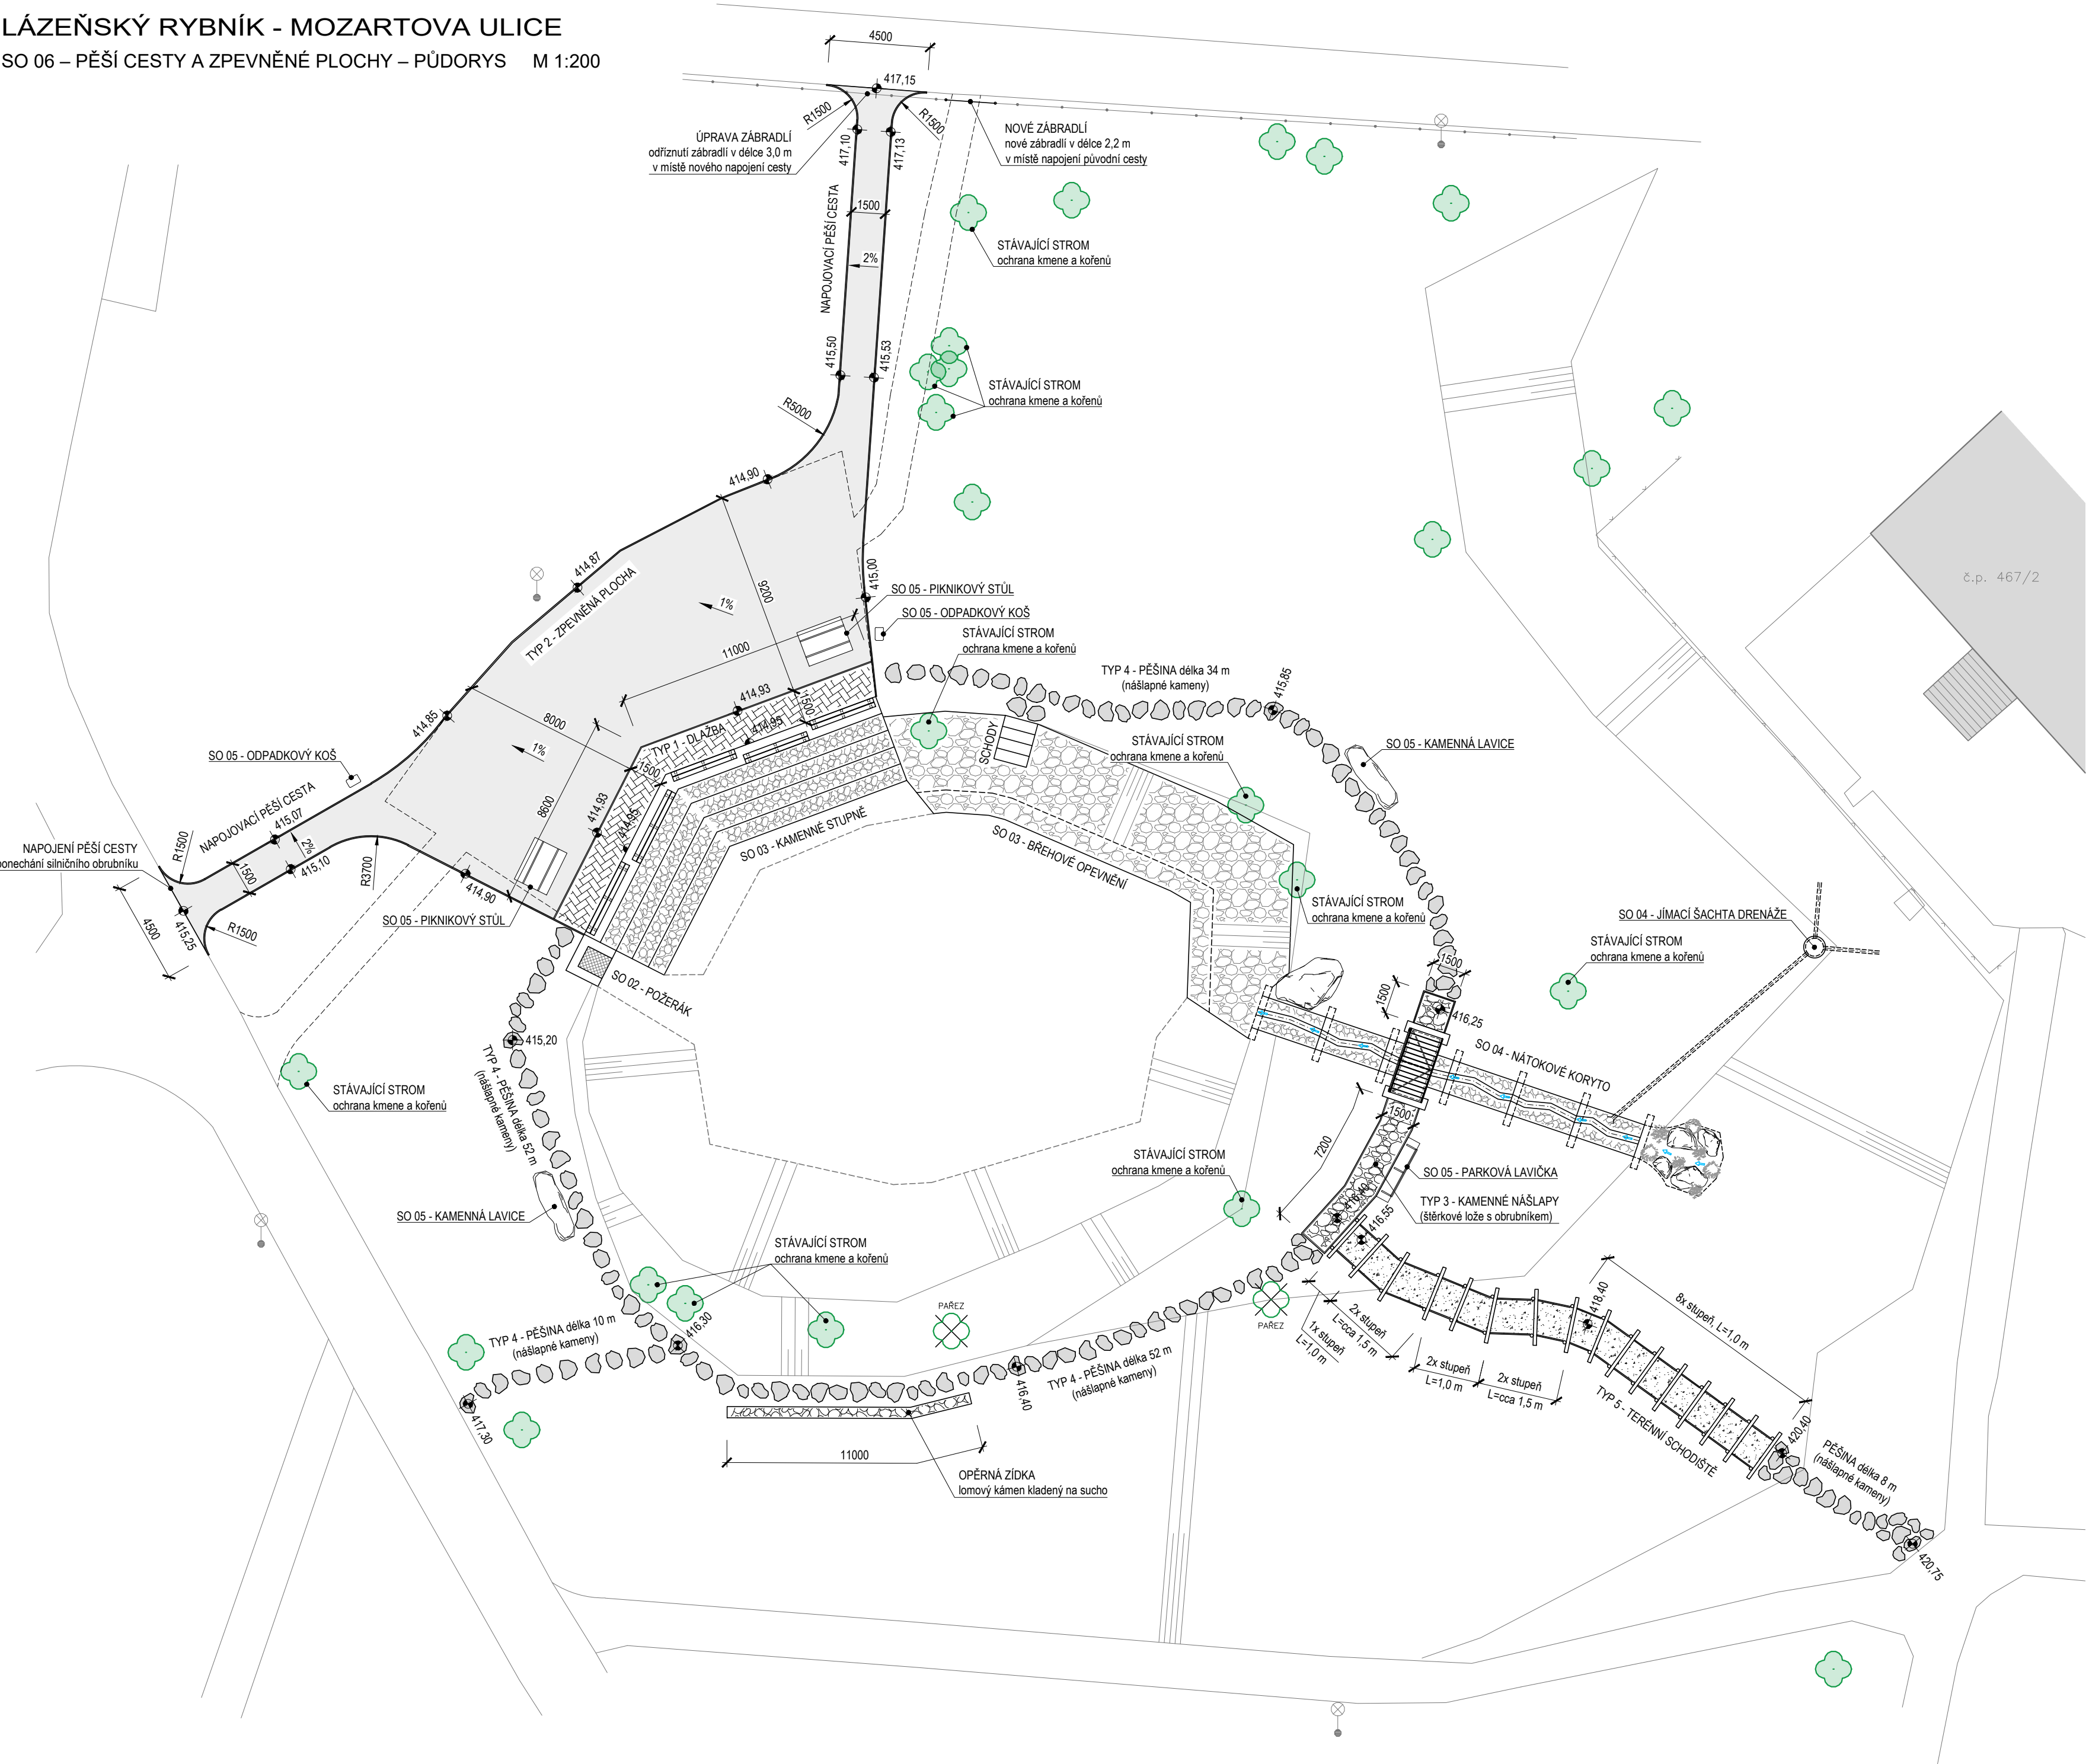 LÁZEŇSKÝ RYBNÍK - MOZARTOVA ULICE
SO 06 – PĚŠÍ CESTY A ZPEVNĚNÉ PLOCHY – PŮDORYS M 1:200
4500
417,15
R1500
R1500
417,10
417,13
ÚPRAVA ZÁBRADLÍ
odříznutí zábradlí v délce 3,0 m
v místě nového napojení cesty
NOVÉ ZÁBRADLÍ
nové zábradlí v délce 2,2 m
v místě napojení původní cesty
NAPOJOVACÍ PĚŠÍ CESTA
1500
2%
STÁVAJÍCÍ STROM
ochrana kmene a kořenů
415,50
415,53
STÁVAJÍCÍ STROM
ochrana kmene a kořenů
R5000
414,90
414,87
TYP 2 - ZPEVNĚNÁ PLOCHA
9200
1%
415,00
SO 05 - PIKNIKOVÝ STŮL
SO 05 - ODPADKOVÝ KOŠ
STÁVAJÍCÍ STROM
ochrana kmene a kořenů
č.p. 467/2
11000
414,93
1500
414,95
TYP 1 - DLAŽBA
TYP 4 - PĚŠINA délka 34 m
(nášlapné kameny)
415,85
SCHODY
STÁVAJÍCÍ STROM
ochrana kmene a kořenů
SO 05 - KAMENNÁ LAVICE
414,85
8000
1%
1500
SO 05 - ODPADKOVÝ KOŠ
8600
414,93
414,95
SO 03 - KAMENNÉ STUPNĚ
SO 03 - BŘEHOVÉ OPEVNĚNÍ
NAPOJOVACÍ PĚŠÍ CESTA
415,07
2%
415,10
1500
R1500
R3700
NAPOJENÍ PĚŠÍ CESTY
ponechání silničního obrubníku
4500
415,25
R1500
414,90
SO 05 - PIKNIKOVÝ STŮL
STÁVAJÍCÍ STROM
ochrana kmene a kořenů
SO 04 - JÍMACÍ ŠACHTA DRENÁŽE
STÁVAJÍCÍ STROM
ochrana kmene a kořenů
SO 02 - POŽERÁK
1500
1500
416,25
SO 04 - NÁTOKOVÉ KORYTO
415,20
TYP 4 - PĚŠINA délka 52 m
(nášlapné kameny)
STÁVAJÍCÍ STROM
ochrana kmene a kořenů
1500
7200
STÁVAJÍCÍ STROM
ochrana kmene a kořenů
SO 05 - PARKOVÁ LAVIČKA
TYP 3 - KAMENNÉ NÁŠLAPY
(štěrkové lože s obrubníkem)
416,40
416,55
SO 05 - KAMENNÁ LAVICE
STÁVAJÍCÍ STROM
ochrana kmene a kořenů
PAŘEZ
PAŘEZ
416,30
TYP 4 - PĚŠINA délka 10 m
(nášlapné kameny)
417,30
416,40
TYP 4 - PĚŠINA délka 52 m
(nášlapné kameny)
1x stupeň
L=1,0 m
2x stupeň
L=cca 1,5 m
2x stupeň
L=1,0 m
2x stupeň
L=cca 1,5 m
418,40
8x stupeň, L=1,0 m
TYP 5 - TERÉNNÍ SCHODIŠTĚ
420,40
PĚŠINA délka 8 m
(nášlapné kameny)
420,75
11000
OPĚRNÁ ZÍDKA
lomový kámen kladený na sucho